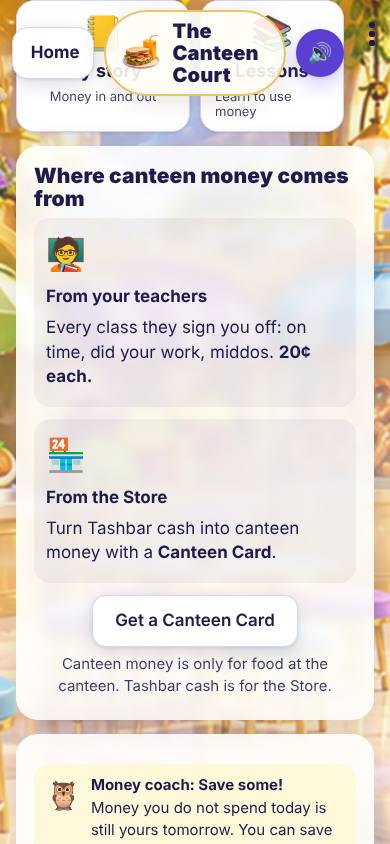 Home
The
Canteen
Court
y story
Lessons
Money in and out
Learn to use
money
Where canteen money comes
from
From your teachers
Every class they sign you off: on
time, did your work, middos. 20¢
each.
24
From the Store
Turn Tashbar cash into canteen
money with a Canteen Card.
Get a Canteen Card
Canteen money is only for food at the
canteen. Tashbar cash is for the Store.
Money coach: Save some!
Money you do not spend today is
still yours tomorrow. You can save